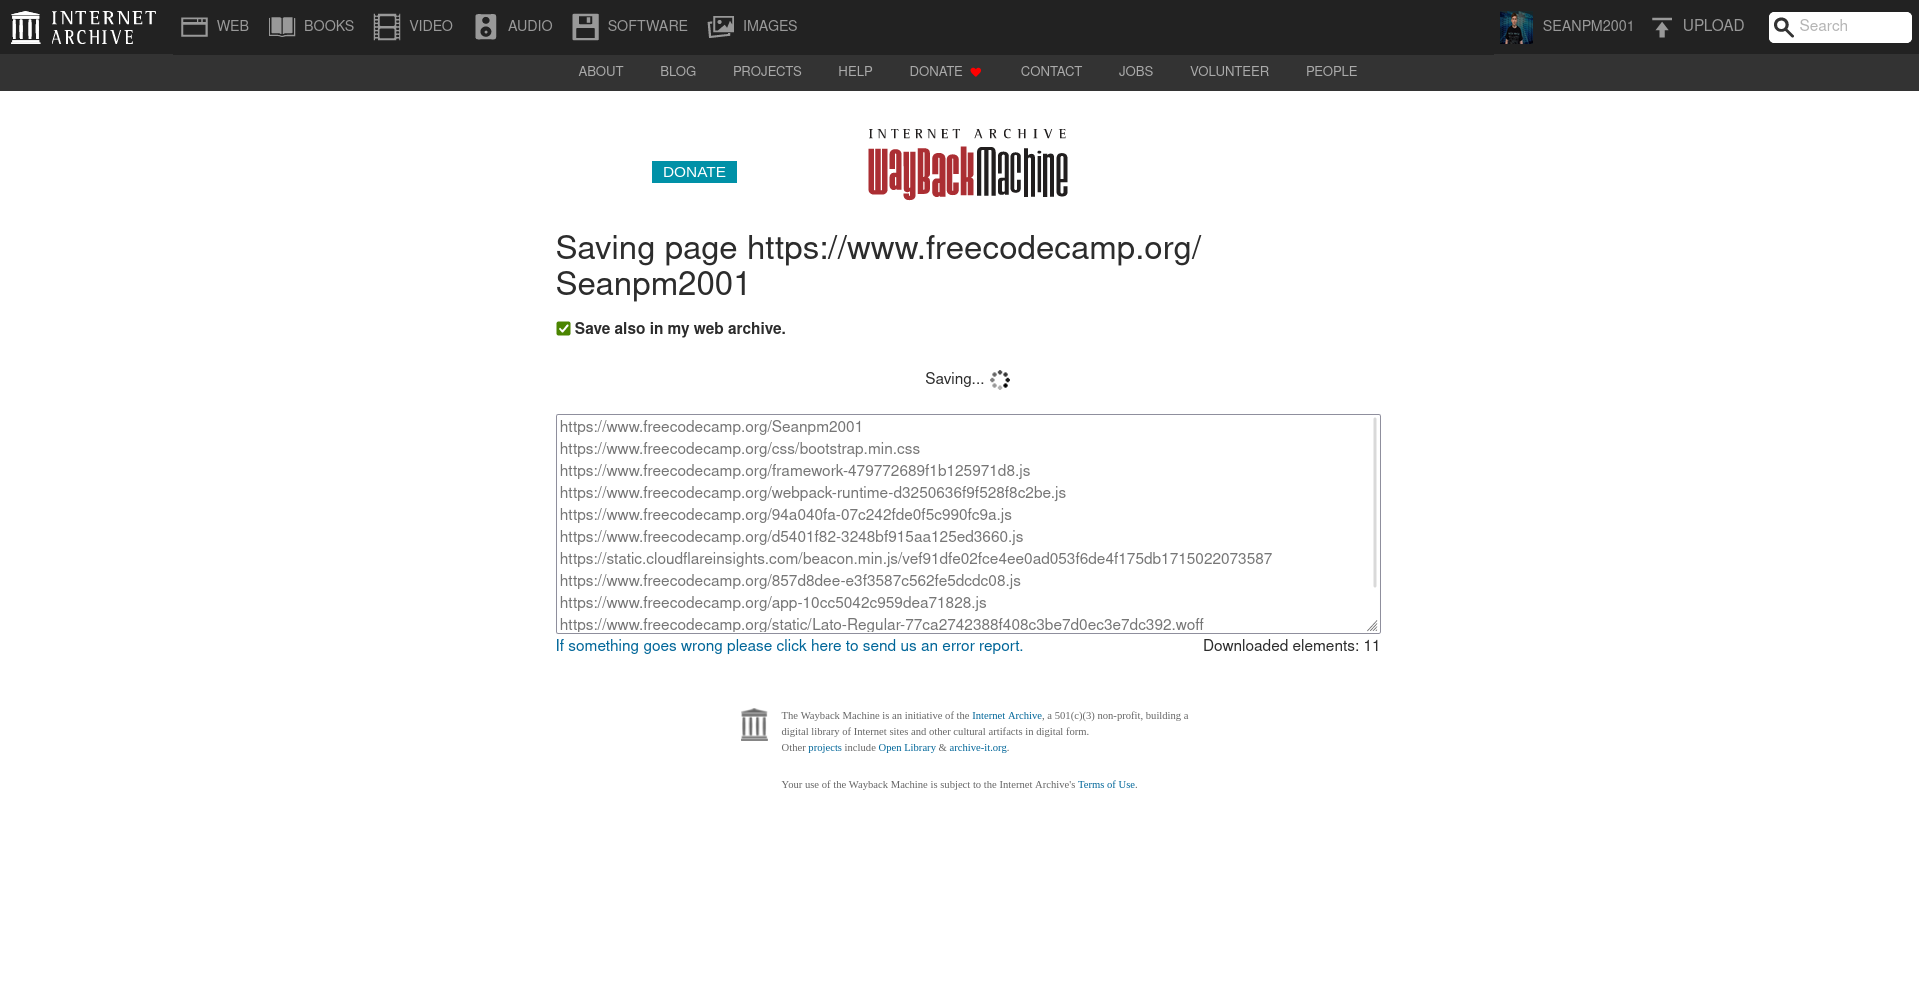 INTERNET ARCHIVE
WEB
BOOKS
VIDEO
AUDIO
SOFTWARE
IMAGES
SEANPM2001
UPLOAD
Search
ABOUT
BLOG
PROJECTS
HELP
DONATE
CONTACT
JOBS
VOLUNTEER
PEOPLE
DONATE
INTERNET ARCHIVE
WayBackMachine
Saving page https://www.freecodecamp.org/
Seanpm2001
Save also in my web archive.
Saving...
https://www.freecodecamp.org/Seanpm2001
https://www.freecodecamp.org/css/bootstrap.min.css
https://www.freecodecamp.org/framework-479772689f1b125971d8.js
https://www.freecodecamp.org/webpack-runtime-d3250636f9f528f8c2be.js
https://www.freecodecamp.org/94a040fa-07c242fde0f5c990fc9a.js
https://www.freecodecamp.org/d5401f82-3248bf915aa125ed3660.js
https://static.cloudflareinsights.com/beacon.min.js/vef91dfe02fce4ee0ad053f6de4f175db1715022073587
https://www.freecodecamp.org/857d8dee-e3f3587c562fe5dcdc08.js
https://www.freecodecamp.org/app-10cc5042c959dea71828.js
https://www.freecodecamp.org/static/Lato-Regular-77ca2742388f408c3be7d0ec3e7dc392.woff
If something goes wrong please click here to send us an error report.
Downloaded elements: 11
The Wayback Machine is an initiative of the Internet Archive, a 501(c)(3) non-profit, building a
digital library of Internet sites and other cultural artifacts in digital form.
Other projects include Open Library & archive-it.org.
Your use of the Wayback Machine is subject to the Internet Archive's Terms of Use.